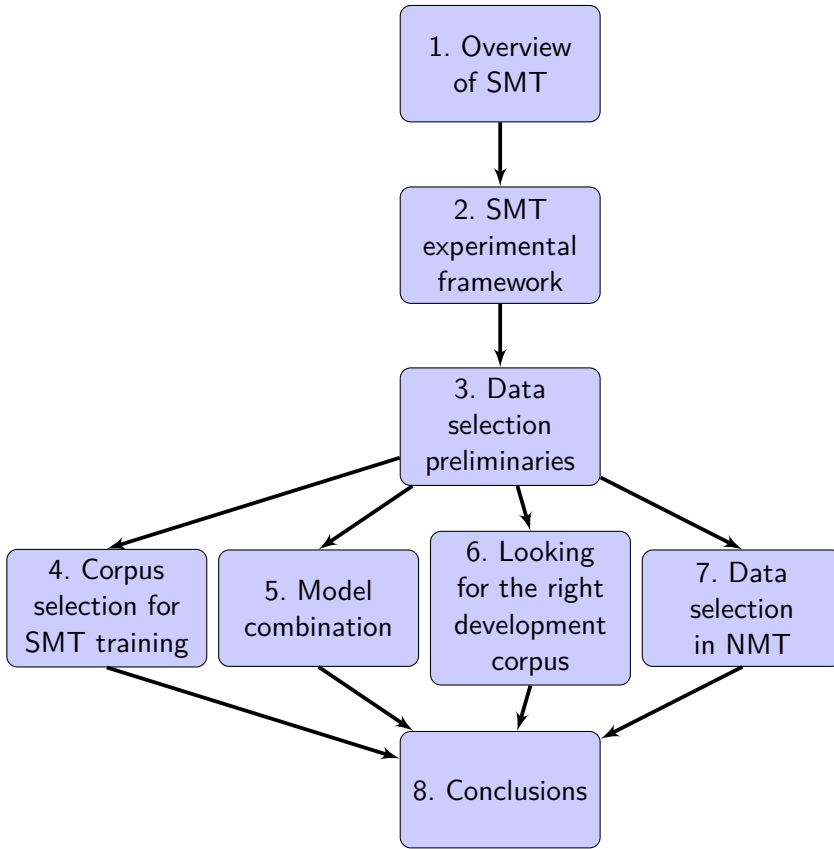 1. Overview
of SMT
2. SMT
experimental
framework
3. Data
selection
preliminaries
4. Corpus
selection for
SMT training
5. Model
combination
6. Looking
for the right
development
corpus
7. Data
selection
in NMT
8. Conclusions